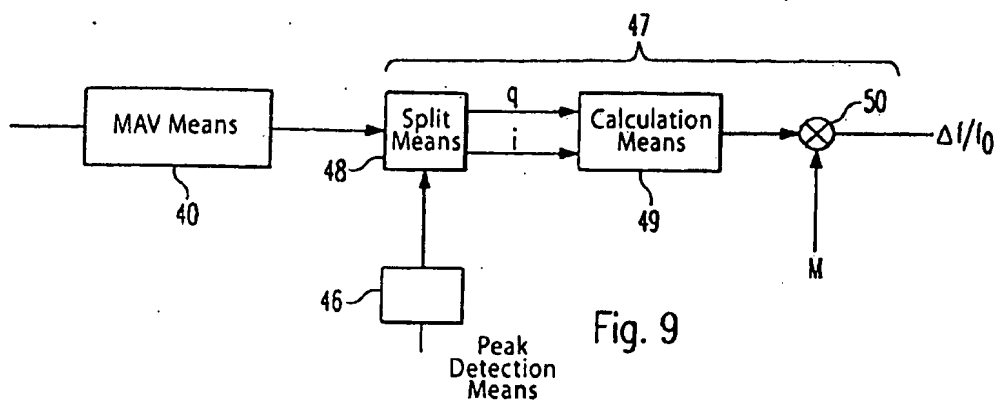 47
MAV Means
40
Split
Means
48
q
i
Calculation
Means
49
50
Δf/f0
M
46
Peak
Detection
Means
Fig. 9